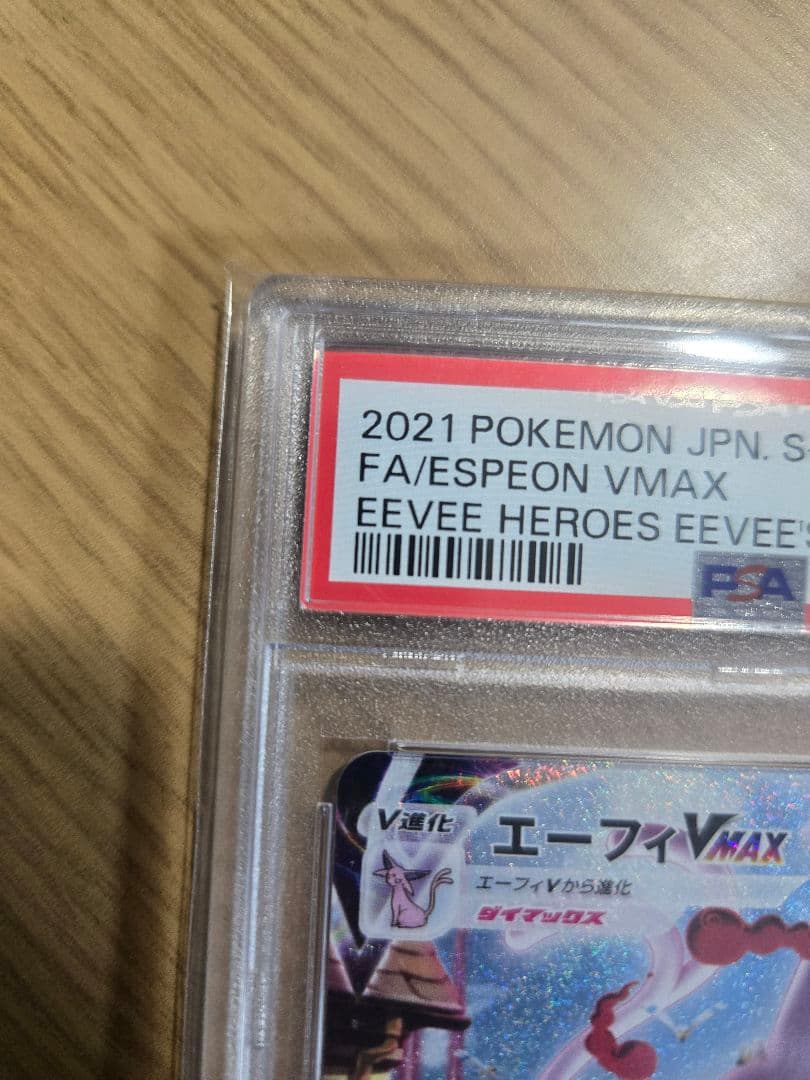 2021 POKEMON JPN. S
FA/ESPEON VMAX
EEVEE HEROES EEVEE'S
PSA
V進化
エーフィVMAX
エーフィVから進化
ダイマックス